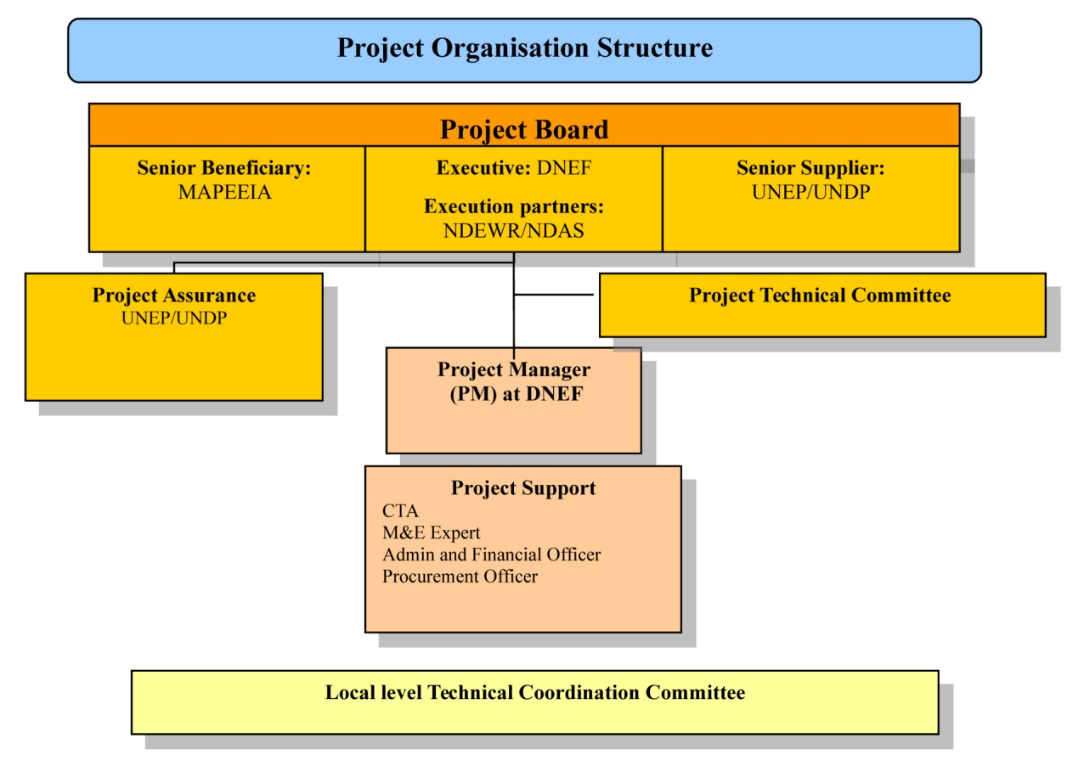 Project Organisation Structure
Project Board
Senior Beneficiary:
MAPEEIA
Executive: DNEF
Execution partners:
NDEWR/NDAS
Senior Supplier:
UNEP/UNDP
Project Assurance
UNEP/UNDP
Project Technical Committee
Project Manager
(PM) at DNEF
Project Support
CTA
M&E Expert
Admin and Financial Officer
Procurement Officer
Local level Technical Coordination Committee